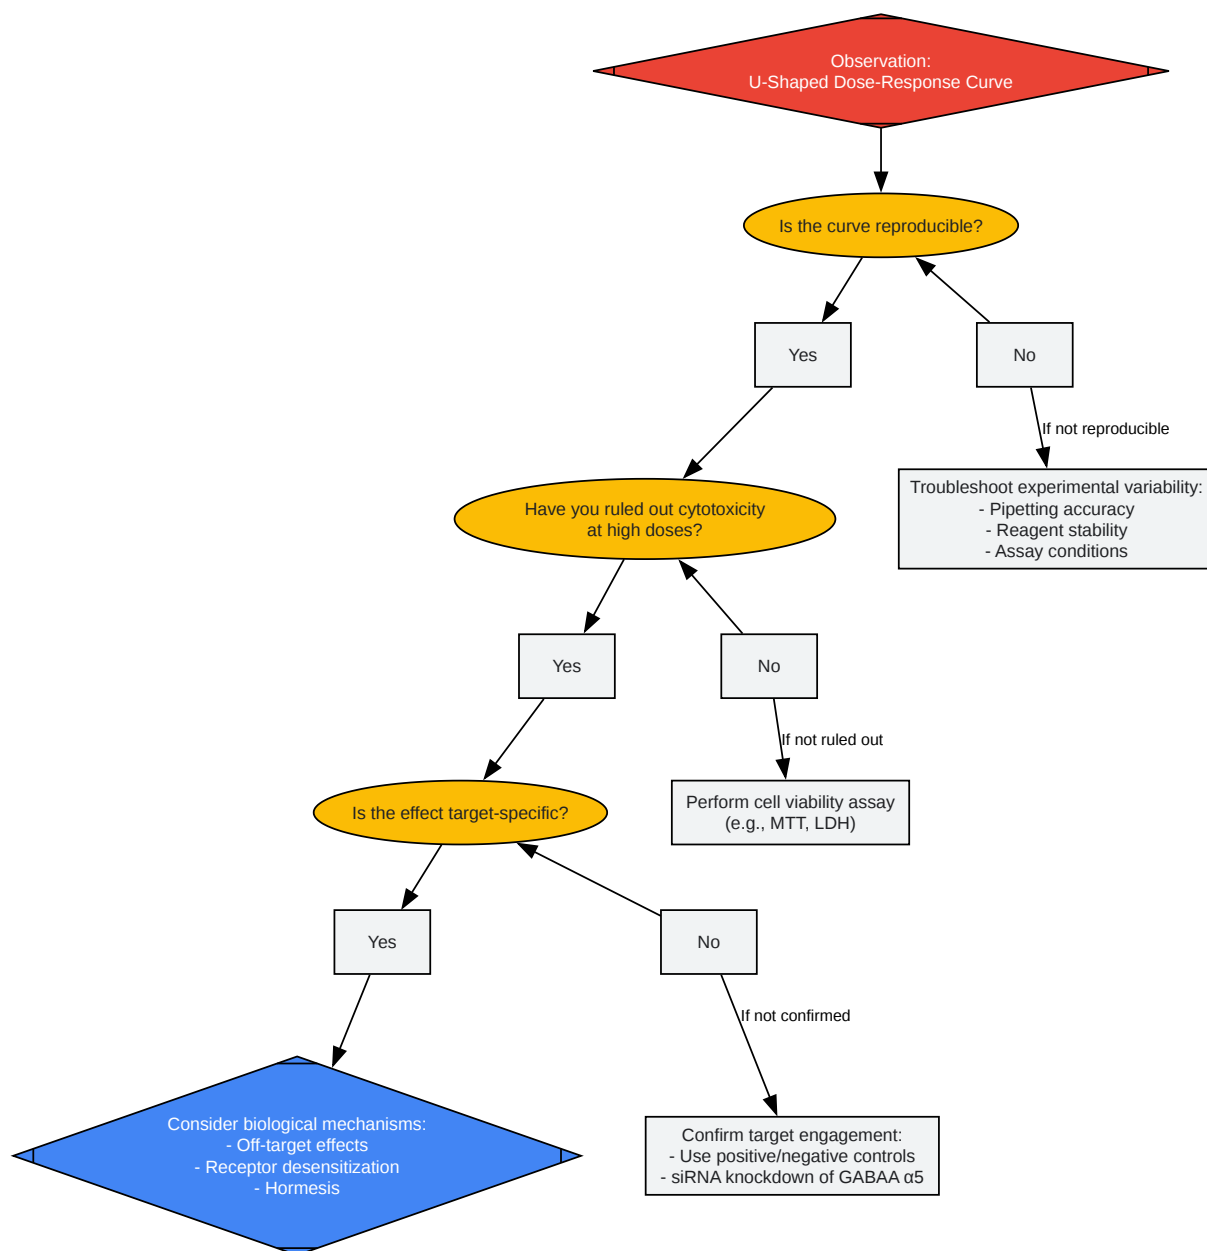 Observation:
U-Shaped Dose-Response Curve
Is the curve reproducible?
Yes
No
If not reproducible
Troubleshoot experimental variability:
- Pipetting accuracy
- Reagent stability
- Assay conditions
Have you ruled out cytotoxicity
at high doses?
Yes
No
If not ruled out
Perform cell viability assay
(e.g., MTT, LDH)
Is the effect target-specific?
Yes
No
If not confirmed
Consider biological mechanisms:
- Off-target effects
- Receptor desensitization
- Hormesis
Confirm target engagement:
- Use positive/negative controls
- siRNA knockdown of GABAA α5